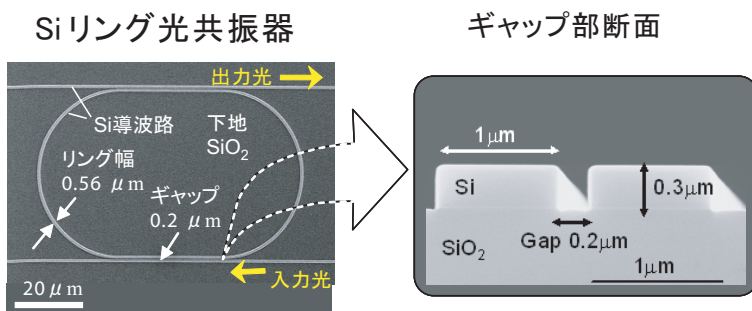 Siリング光共振器
ギャップ部断面
出力光
Si導波路
下地
SiO₂
リング幅
0.56 μm
ギャップ
0.2 μm
入力光
20μm
1μm
Si
0.3μm
Gap 0.2μm
SiO₂
1μm